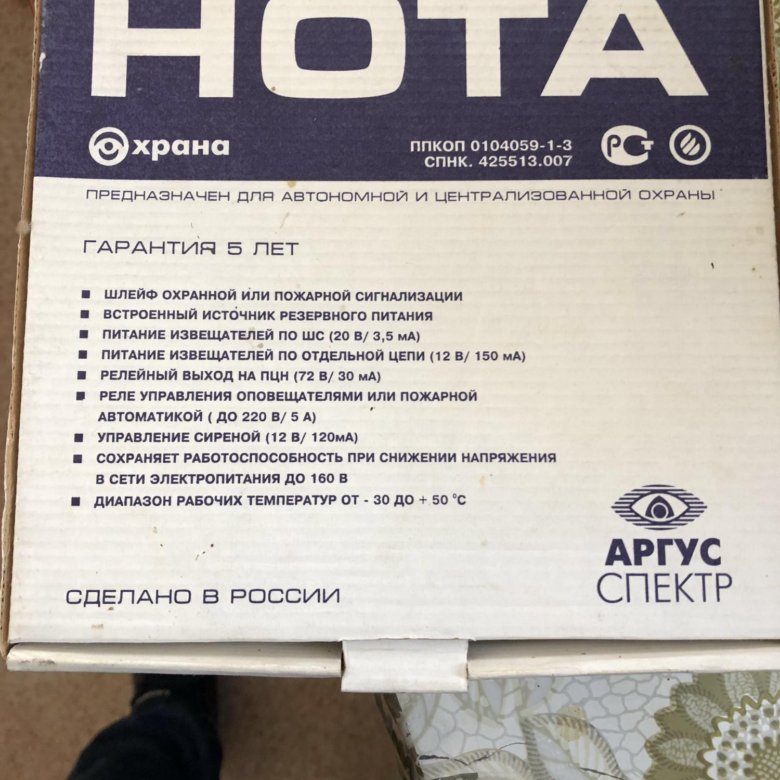 НОТА
Охрана
ППКОП 0104059-1-3
СПНК. 425513.007
ПРЕДНАЗНАЧЕН ДЛЯ АВТОНОМНОЙ И ЦЕНТРАЛИЗОВАННОЙ ОХРАНЫ
ГАРАНТИЯ 5 ЛЕТ
ШЛЕЙФ ОХРАННОЙ ИЛИ ПОЖАРНОЙ СИГНАЛИЗАЦИИ
ВСТРОЕННЫЙ ИСТОЧНИК РЕЗЕРВНОГО ПИТАНИЯ
ПИТАНИЕ ИЗВЕЩАТЕЛЕЙ ПО ШС (20 В/ 3,5 мА)
ПИТАНИЕ ИЗВЕЩАТЕЛЕЙ ПО ОТДЕЛЬНОЙ ЦЕПИ (12 В/ 150 мА)
РЕЛЕЙНЫЙ ВЫХОД НА ПЦН (72 В/ 30 мА)
РЕЛЕ УПРАВЛЕНИЯ ОПОВЕЩАТЕЛЯМИ ИЛИ ПОЖАРНОЙ
АВТОМАТИКОЙ ( ДО 220 В/ 5 А)
УПРАВЛЕНИЕ СИРЕНОЙ (12 В/ 120мА)
СОХРАНЯЕТ РАБОТОСПОСОБНОСТЬ ПРИ СНИЖЕНИИ НАПРЯЖЕНИЯ
В СЕТИ ЭЛЕКТРОПИТАНИЯ ДО 160 В
ДИАПАЗОН РАБОЧИХ ТЕМПЕРАТУР ОТ - 30 ДО + 50 °С
АРГУС
СПЕКТР
СДЕЛАНО В РОССИИ